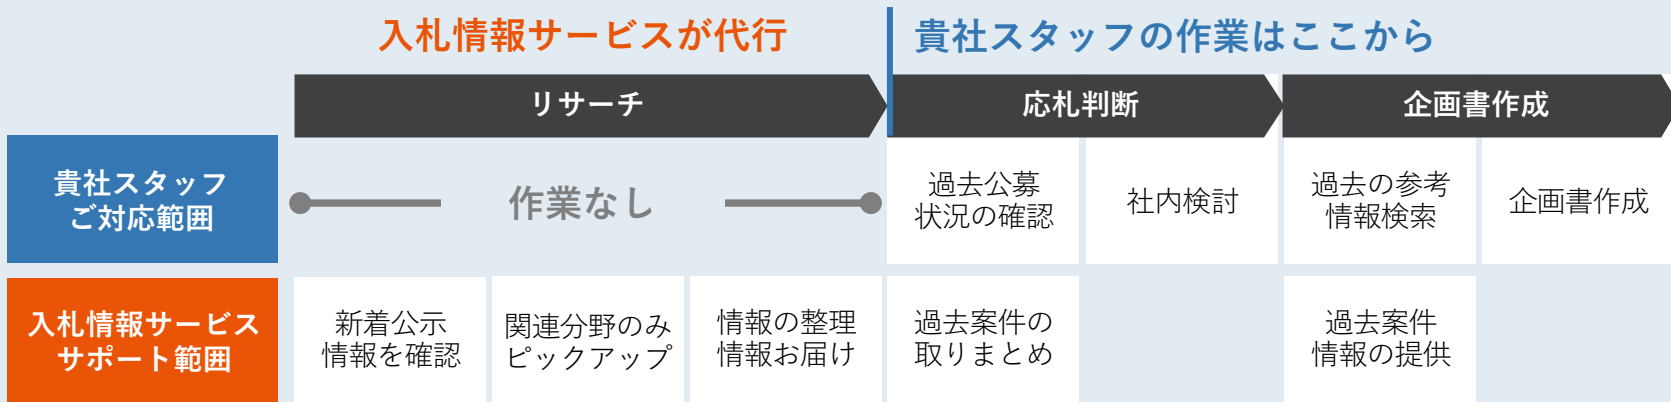 入札情報サービスが代行
貴社スタッフの作業はここから
リサーチ
応札判断
企画書作成
貴社スタッフ
ご対応範囲
作業なし
過去公募
状況の確認
社内検討
過去の参考
情報検索
企画書作成
入札情報サービス
サポート範囲
新着公示
情報を確認
関連分野のみ
ピックアップ
情報の整理
情報お届け
過去案件の
取りまとめ
過去案件
情報の提供